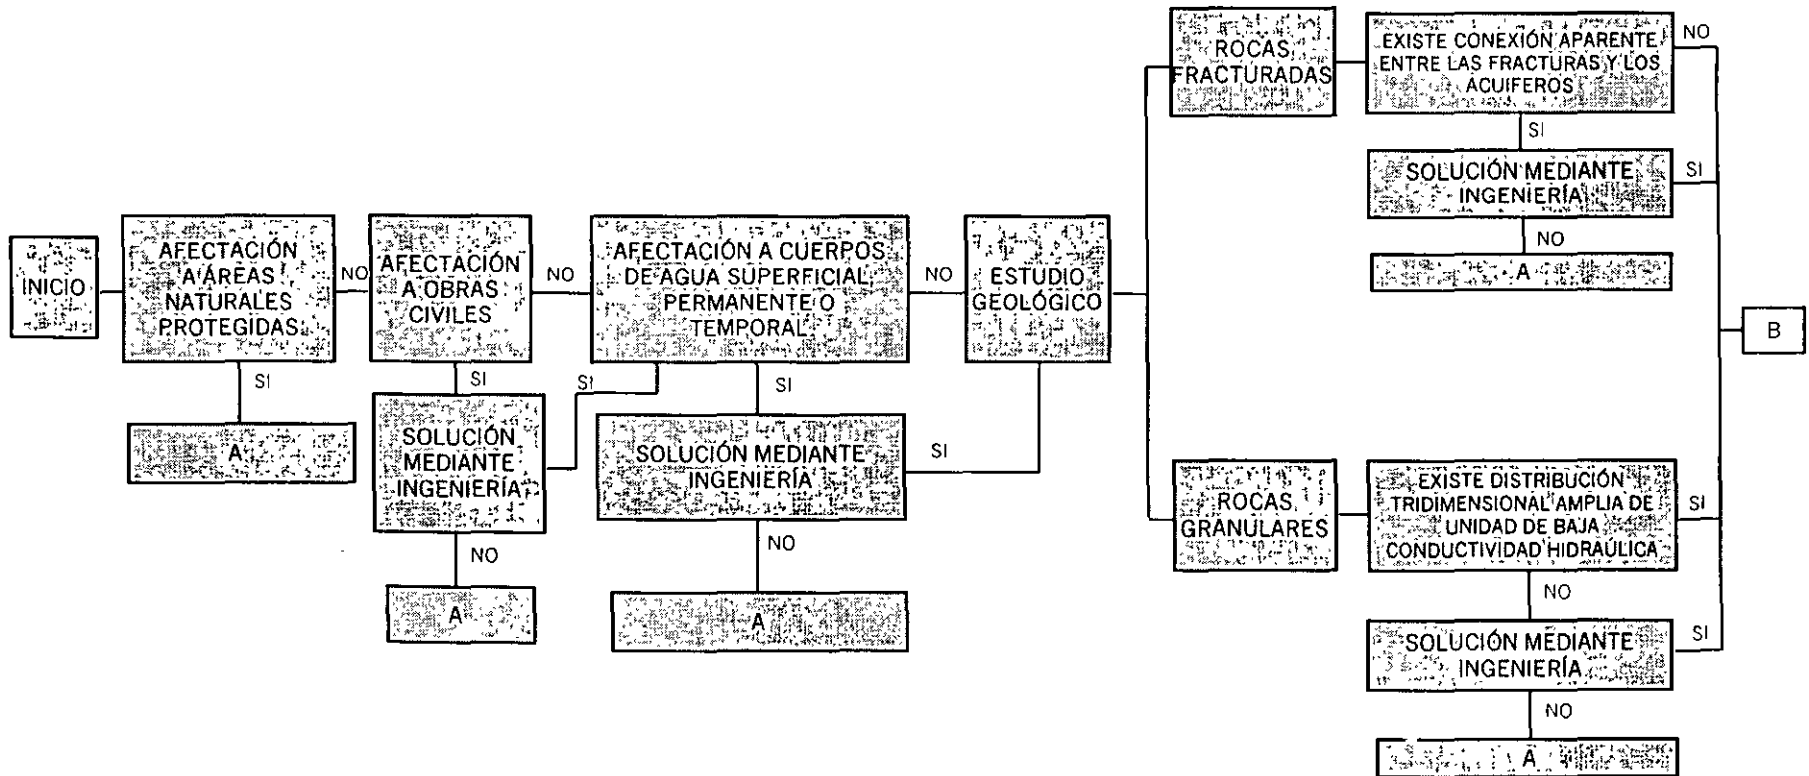 INICIO
AFECTACIÓN
A ÁREAS
NATURALES
PROTEGIDAS
NO
SI
A
AFECTACIÓN
A OBRAS
CIVILES
NO
SI
SOLUCIÓN
MEDIANTE
INGENIERÍA
SI
NO
A
AFECTACIÓN A CUERPOS
DE AGUA SUPERFICIAL
PERMANENTE O
TEMPORAL
NO
SI
SOLUCIÓN MEDIANTE
INGENIERÍA
SI
NO
A
ESTUDIO
GEOLÓGICO
ROCAS
FRACTURADAS
EXISTE CONEXIÓN APARENTE
ENTRE LAS FRACTURAS Y LOS
ACUIFEROS
NO
SI
SOLUCIÓN MEDIANTE
INGENIERÍA
SI
NO
A
ROCAS
GRANULARES
EXISTE DISTRIBUCIÓN
TRIDIMENSIONAL AMPLIA DE
UNIDAD DE BAJA
CONDUCTIVIDAD HIDRAÚLICA
SI
NO
SOLUCIÓN MEDIANTE
INGENIERÍA
SI
NO
A
B